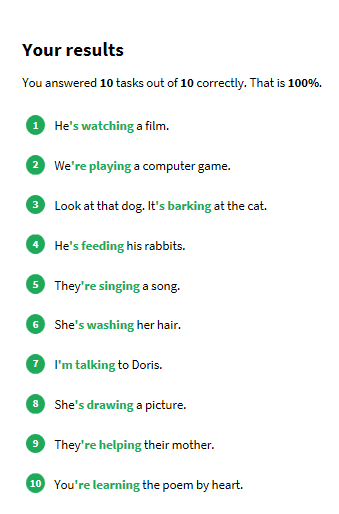 Your results
You answered 10 tasks out of 10 correctly. That is 100%.
1 He's watching a film.
2 We're playing a computer game.
3 Look at that dog. It's barking at the cat.
4 He's feeding his rabbits.
5 They're singing a song.
6 She's washing her hair.
7 I'm talking to Doris.
8 She's drawing a picture.
9 They're helping their mother.
10 You're learning the poem by heart.